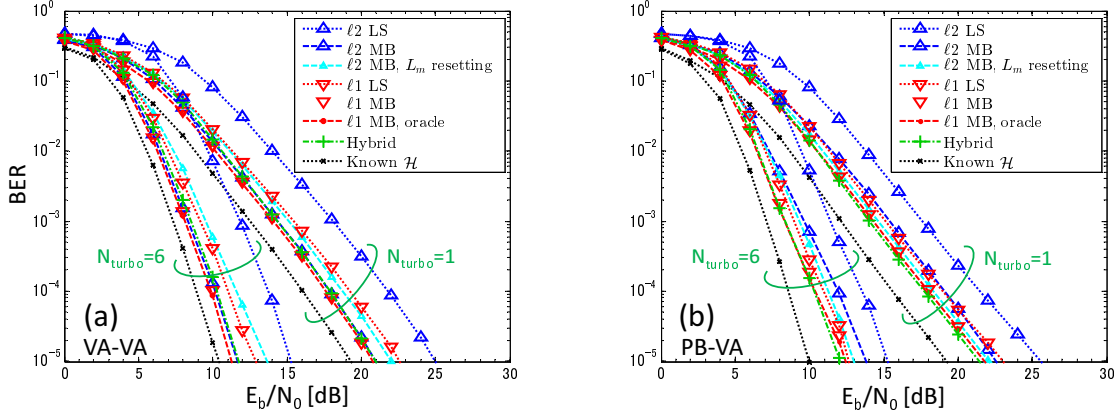 BER
10^0
10^-1
10^-2
10^-3
10^-4
10^-5
0 5 10 15 20 25 30
E_b/N_0 [dB]
ℓ2 LS
ℓ2 MB
ℓ2 MB, L_m resetting
ℓ1 LS
ℓ1 MB
ℓ1 MB, oracle
Hybrid
Known H
N_turbo=6
N_turbo=1
(a)
VA-VA
10^0
10^-1
10^-2
10^-3
10^-4
10^-5
0 5 10 15 20 25 30
E_b/N_0 [dB]
ℓ2 LS
ℓ2 MB
ℓ2 MB, L_m resetting
ℓ1 LS
ℓ1 MB
ℓ1 MB, oracle
Hybrid
Known H
N_turbo=6
N_turbo=1
(b)
PB-VA